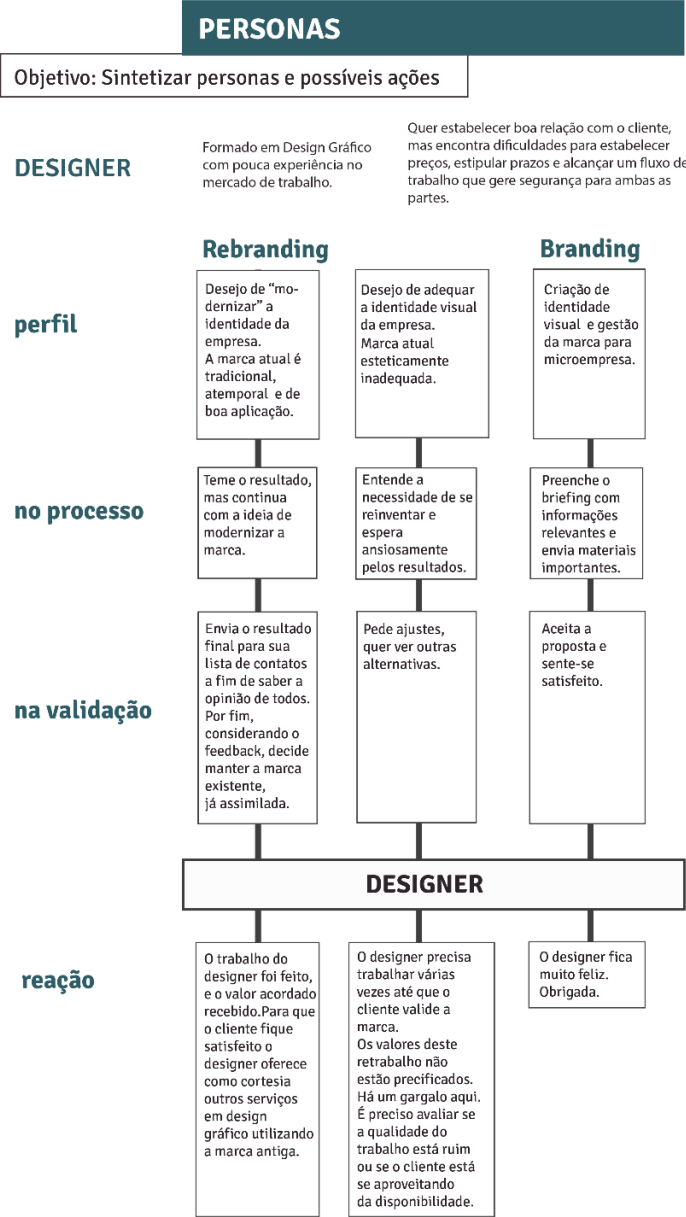 PERSONAS
Objetivo: Sintetizar personas e possíveis ações
DESIGNER
Formado em Design Gráfico
com pouca experiência no
mercado de trabalho.
Quer estabelecer boa relação com o cliente,
mas encontra dificuldades para estabelecer
preços, estipular prazos e alcançar um fluxo de
trabalho que gere segurança para ambas as
partes.
Rebranding
Branding
perfil
Desejo de “mo-
dernizar” a
identidade da
empresa.
A marca atual é
tradicional,
atemporal e de
boa aplicação.
Desejo de adequar
a identidade visual
da empresa.
Marca atual
esteticamente
inadequada.
Criação de
identidade
visual e gestão
da marca para
microempresa.
no processo
Teme o resultado,
mas continua
com a ideia de
modernizar a
marca.
Entende a
necessidade de se
reinventar e
espera
ansiosamente
pelos resultados.
Preenche o
briefing com
informações
relevantes e
envia materiais
importantes.
na validação
Envia o resultado
final para sua
lista de contatos
a fim de saber a
opinião de todos.
Por fim,
considerando o
feedback, decide
manter a marca
existente,
já assimilada.
Pede ajustes,
quer ver outras
alternativas.
Aceita a
proposta e
sente-se
satisfeito.
DESIGNER
reação
O trabalho do
designer foi feito,
e o valor acordado
recebido.Para que
o cliente fique
satisfeito o
designer oferece
como cortesia
outros serviços
em design
gráfico utilizando
a marca antiga.
O designer precisa
trabalhar várias
vezes até que o
cliente valide a
marca.
Os valores deste
retrabalho não
estão precificados.
Há um gargalo aqui.
É preciso avaliar se
a qualidade do
trabalho está ruim
ou se o cliente está
se aproveitando
da disponibilidade.
O designer fica
muito feliz.
Obrigada.